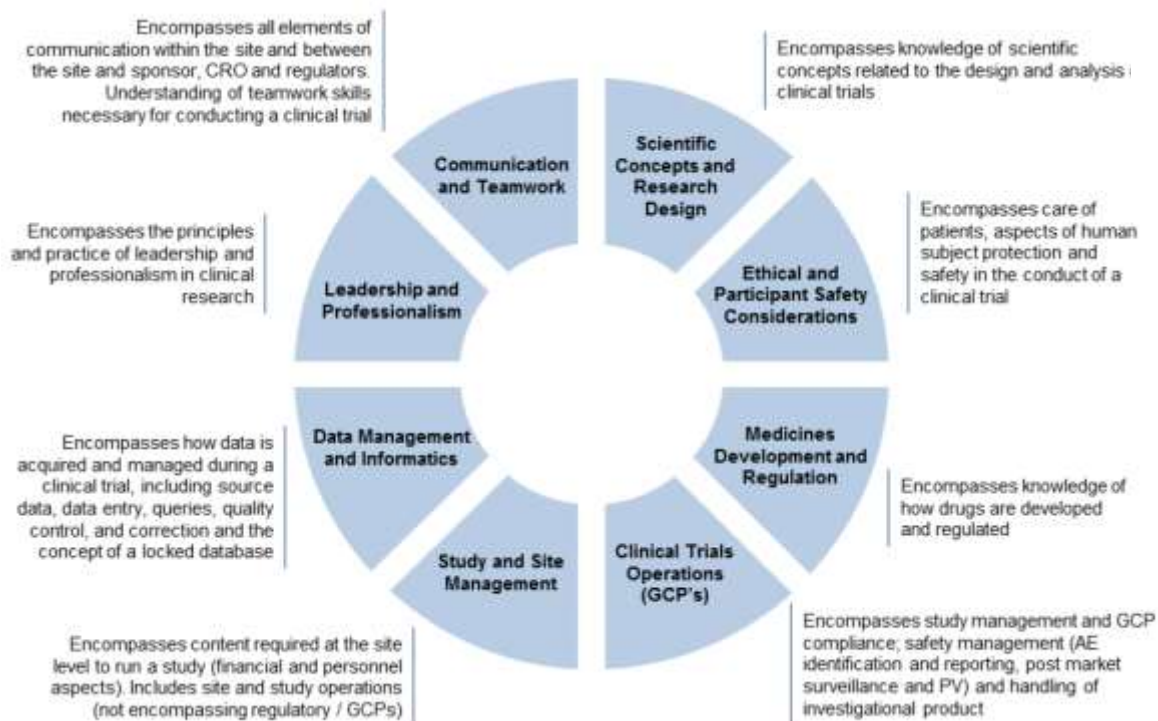 Encompasses all elements of
communication within the site and between
the site and sponsor, CRO and regulators.
Understanding of teamwork skills
necessary for conducting a clinical trial
Encompasses knowledge of scientific
concepts related to the design and analysis
clinical trials
Communication
and Teamwork
Scientific
Concepts and
Research
Design
Encompasses the principles
and practice of leadership and
professionalism in clinical
research
Leadership and
Professionalism
Ethical and
Participant Safety
Considerations
Encompasses care of
patients, aspects of human
subject protection and
safety in the conduct of a
clinical trial
Encompasses how data is
acquired and managed during a
clinical trial, including source
data, data entry, queries, quality
control, and correction and the
concept of a locked database
Data Management
and Informatics
Medicines
Development and
Regulation
Encompasses knowledge of
how drugs are developed
and regulated
Study and Site
Management
Clinical Trials
Operations
(GCP's)
Encompasses content required at the site
level to run a study (financial and personnel
aspects). Includes site and study operations
(not encompassing regulatory / GCPs)
Encompasses study management and GCP
compliance; safety management (AE
identification and reporting, post market
surveillance and PV) and handling of
investigational product